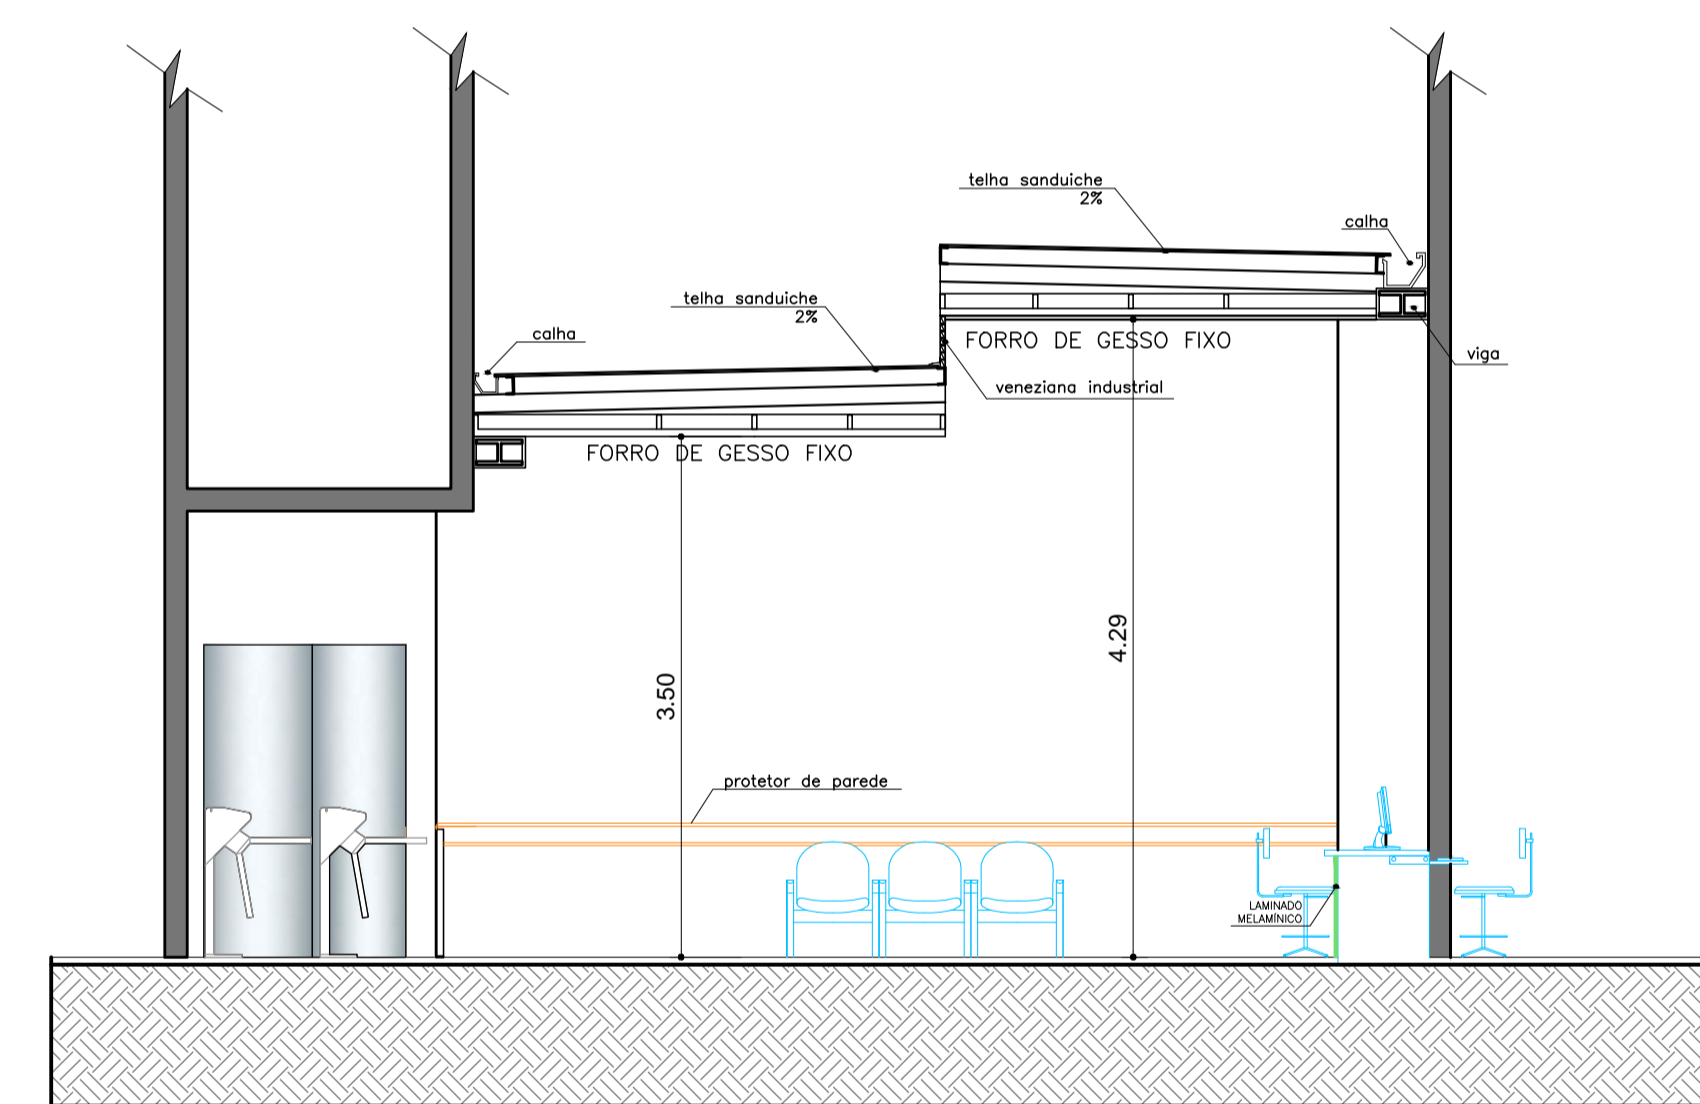 telha sanduiche
2%
calha
telha sanduiche
2%
calha
FORRO DE GESSO FIXO
viga
veneziana industrial
FORRO DE GESSO FIXO
4.29
3.50
protetor de parede
LAMINADO
MELAMÍNICO